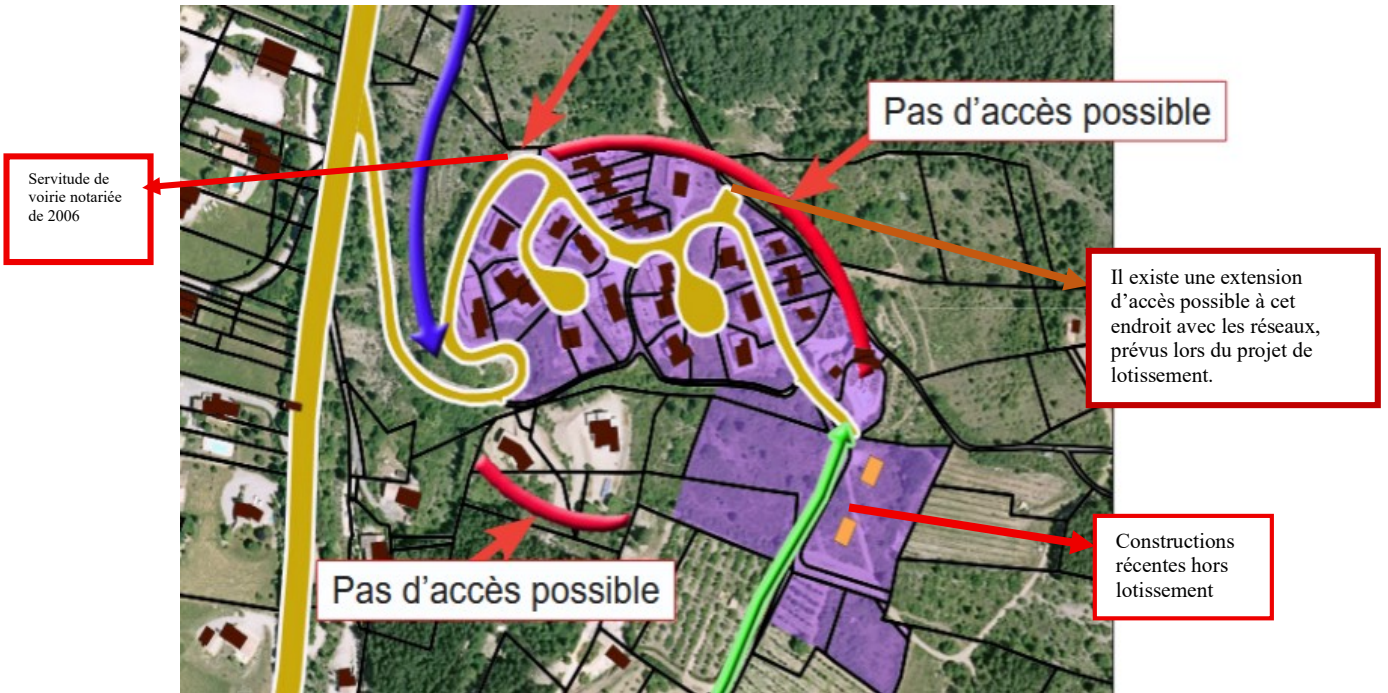 Pas d’accès possible
Servitude de
voirie notariée
de 2006
Il existe une extension
d’accès possible à cet
endroit avec les réseaux,
prévus lors du projet de
lotissement.
Constructions
récentes hors
lotissement
Pas d’accès possible